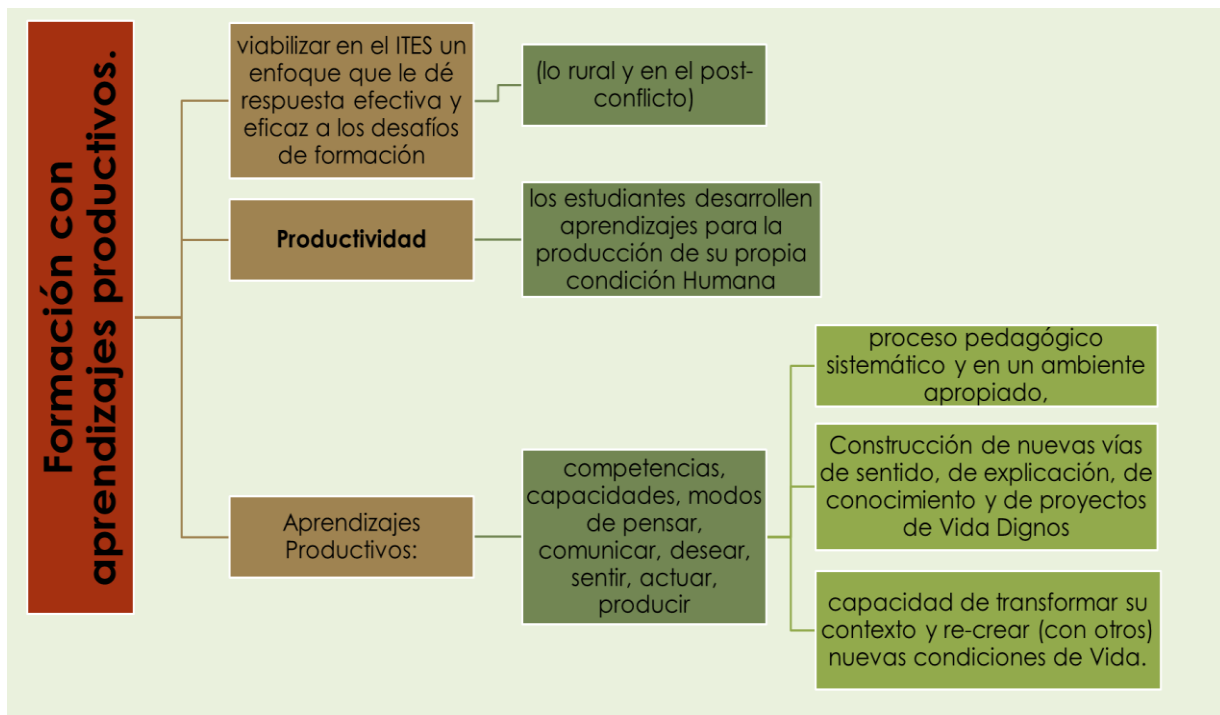 Formación con
aprendizajes productivos.
viabilizar en el ITES un
enfoque que le dé
respuesta efectiva y
eficaz a los desafíos
de formación
(lo rural y en el post-
conflicto)
Productividad
los estudiantes desarrollen
aprendizajes para la
producción de su propia
condición Humana
Aprendizajes
Productivos:
competencias,
capacidades, modos
de pensar,
comunicar, desear,
sentir, actuar,
producir
proceso pedagógico
sistemático y en un ambiente
apropiado,
Construcción de nuevas vías
de sentido, de explicación, de
conocimiento y de proyectos
de Vida Dignos
capacidad de transformar su
contexto y re-crear (con otros)
nuevas condiciones de Vida.